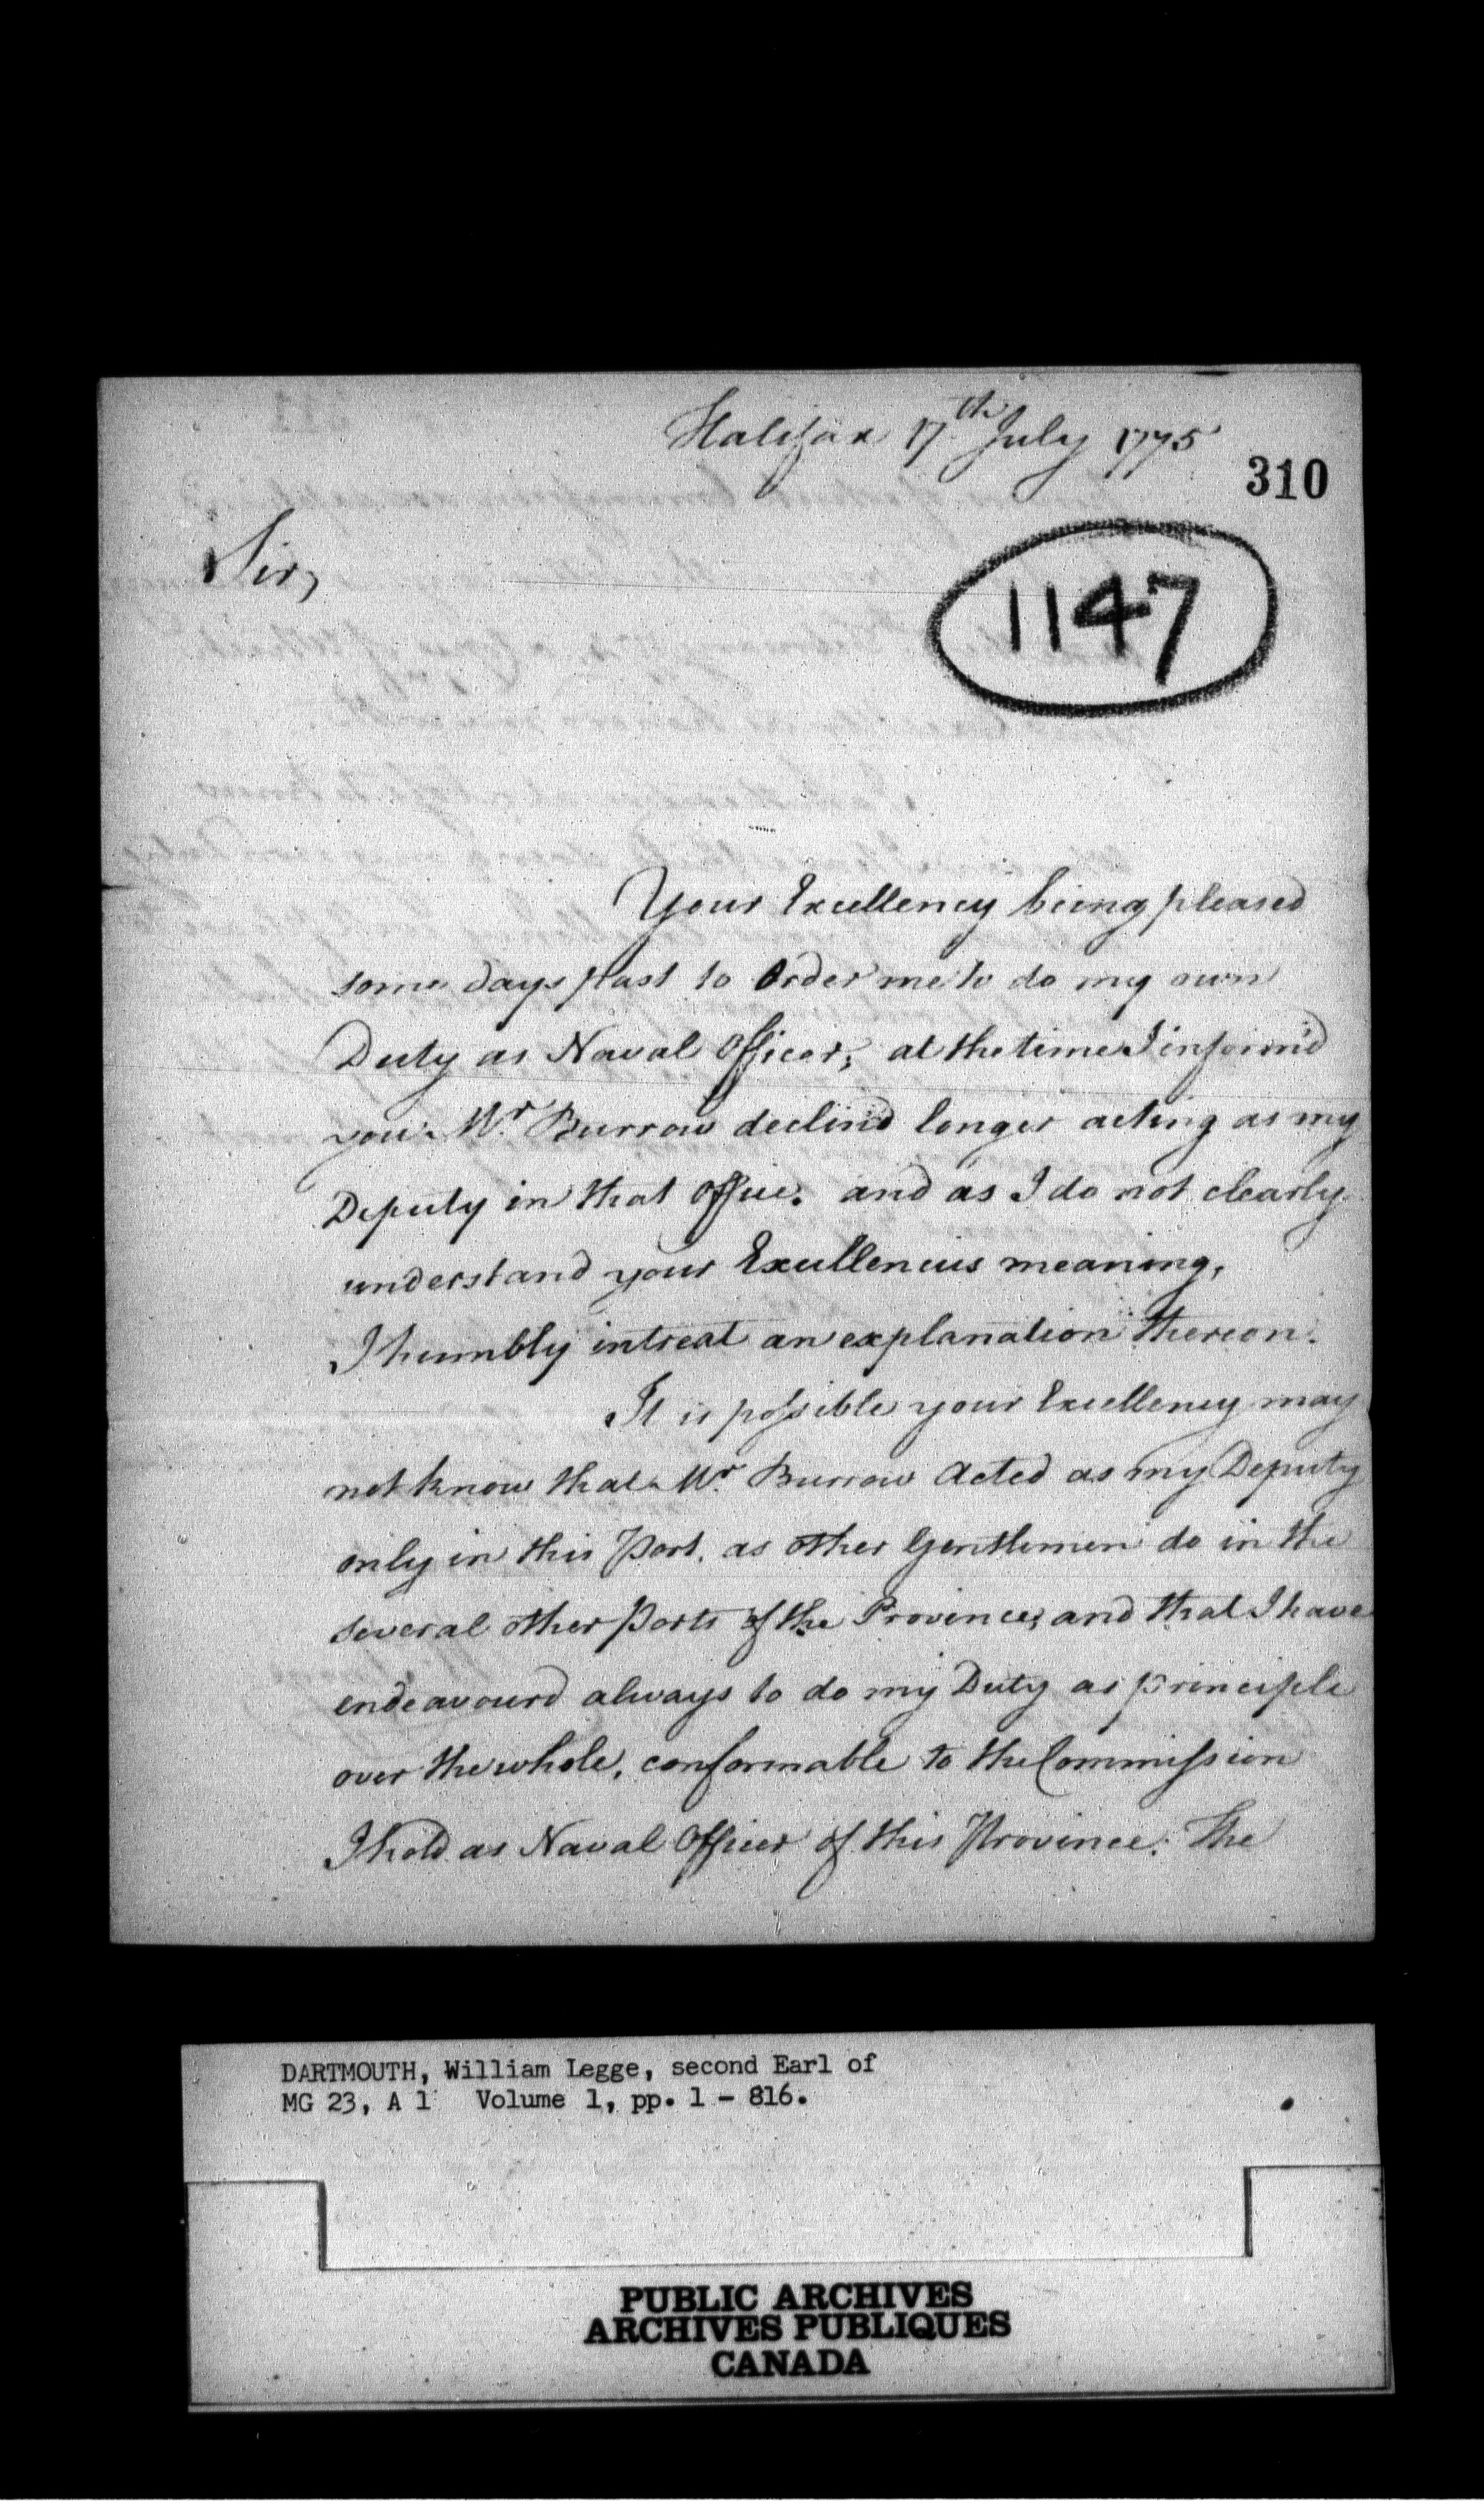 Halifax 17th July 1775
310
Sir,
1147
Your Excellency being pleased
some days past to Order me to do my own
Duty as Naval Officer; at the time I inform'd
you Mr. Burrow declin'd longer acting as my
Deputy in that Office. and as I do not clearly
understand your Excellencies meaning,
I humbly intreat an explanation thereon.
It is possible your Excellency may
not know that Mr. Burrow Acted as my Deputy
only in this Port, as other Gentlemen do in the
several other Ports of the Province; and that I have
endeavourd always to do my Duty as principle
over the whole, conformable to the Commission
I hold as Naval Officer of this Province. The
DARTMOUTH, William Legge, second Earl of
MG 23, A 1 Volume 1, pp. 1 - 816.
PUBLIC ARCHIVES
ARCHIVES PUBLIQUES
CANADA